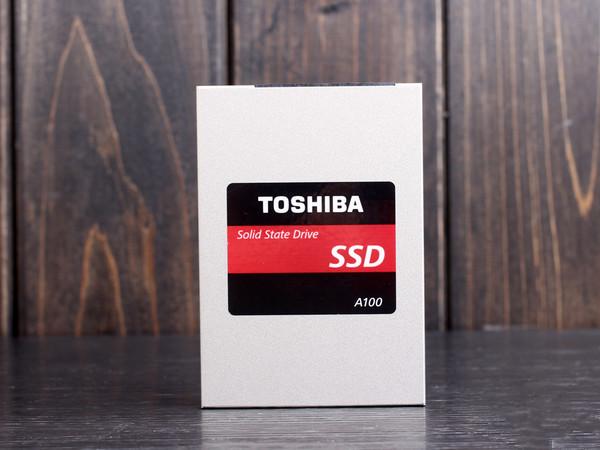 TOSHIBA
Solid State Drive
SSD
A100